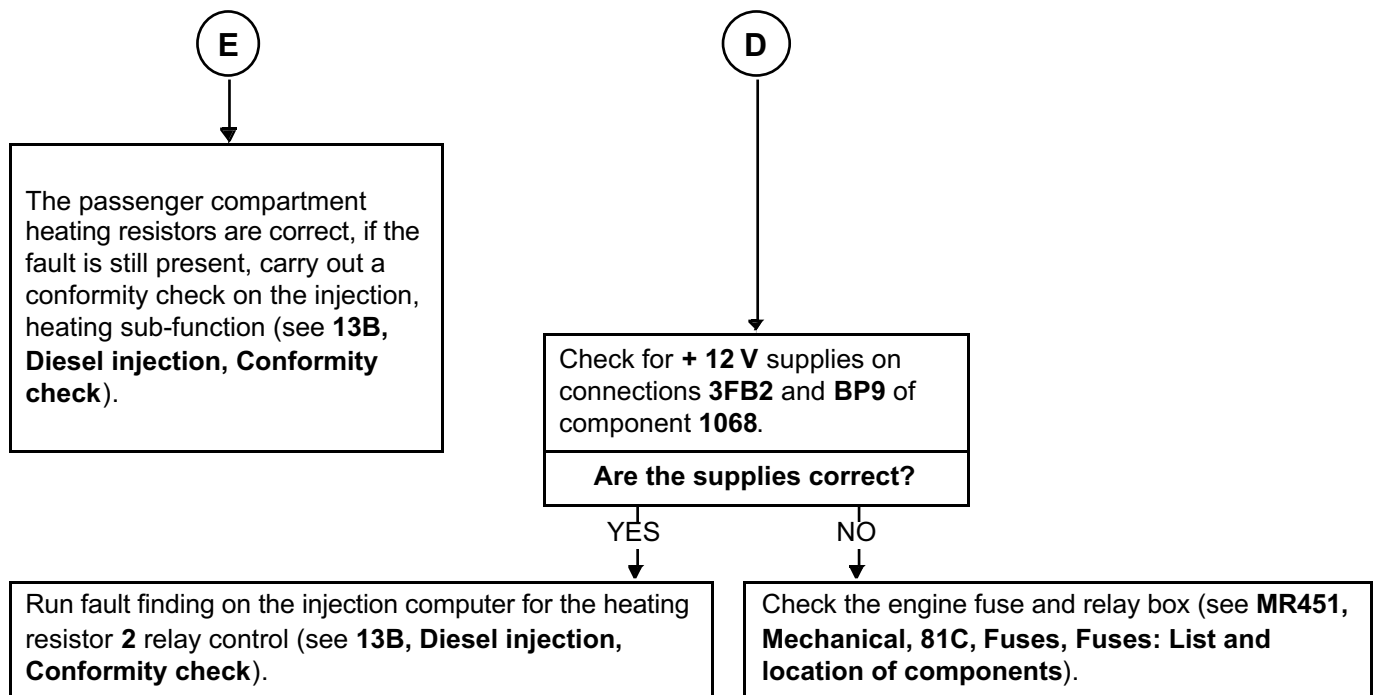 E
D
The passenger compartment
heating resistors are correct, if the
fault is still present, carry out a
conformity check on the injection,
heating sub-function (see 13B,
Diesel injection, Conformity
check).
Check for + 12 V supplies on
connections 3FB2 and BP9 of
component 1068.
Are the supplies correct?
YES
NO
Run fault finding on the injection computer for the heating
resistor 2 relay control (see 13B, Diesel injection,
Conformity check).
Check the engine fuse and relay box (see MR451,
Mechanical, 81C, Fuses, Fuses: List and
location of components).